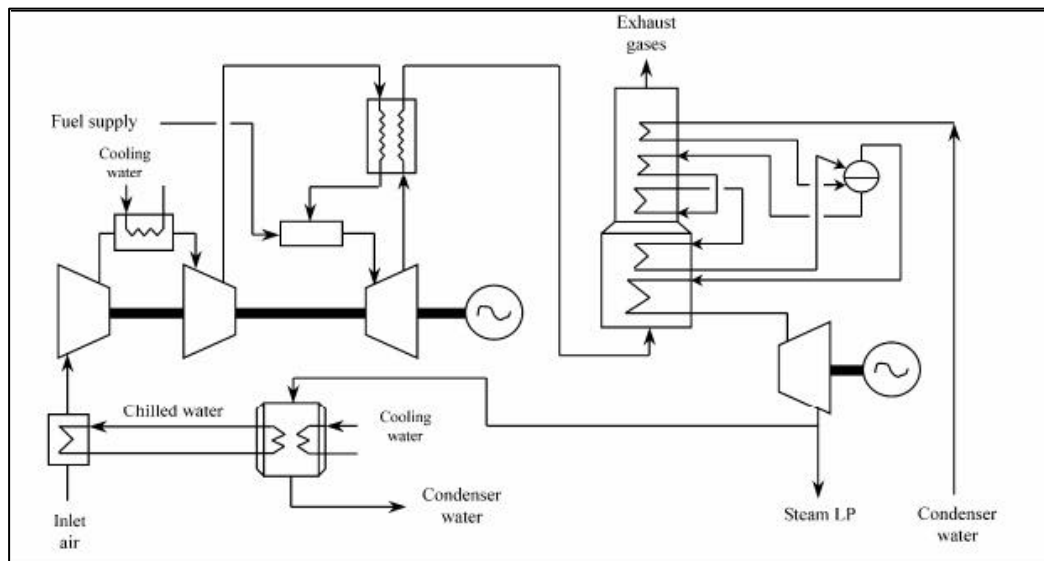 Exhaust
gases
Fuel supply
Cooling
water
Chilled water
Cooling
water
Condenser
water
Inlet
air
Steam LP
Condenser
water